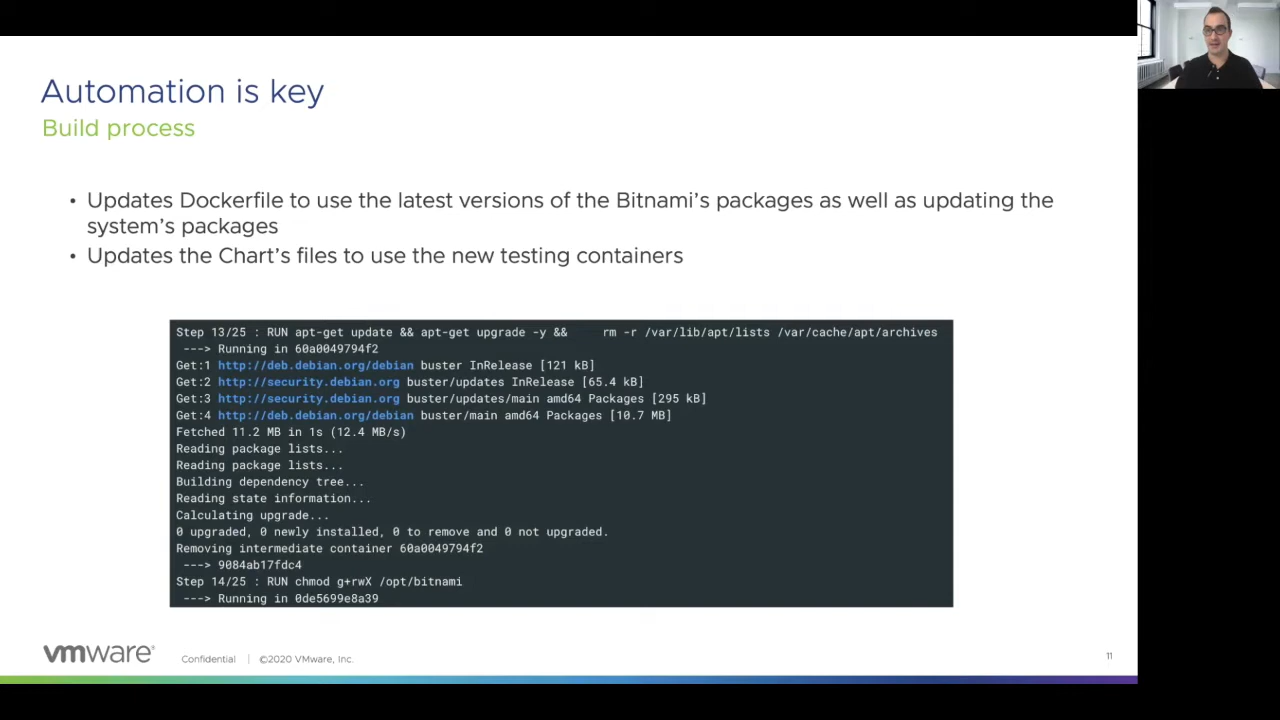 Automation is key
Build process
• Updates Dockerfile to use the latest versions of the Bitnami's packages as well as updating the
system's packages
• Updates the Chart's files to use the new testing containers
Step 13/25 : RUN apt-get update && apt-get upgrade -y &&     rm -r /var/lib/apt/lists /var/cache/apt/archives
---> Running in 60a0049794f2
Get:1 http://deb.debian.org/debian buster InRelease [121 kB]
Get:2 http://security.debian.org buster/updates InRelease [65.4 kB]
Get:3 http://security.debian.org buster/updates/main amd64 Packages [295 kB]
Get:4 http://deb.debian.org/debian buster/main amd64 Packages [10.7 MB]
Fetched 11.2 MB in 1s (12.4 MB/s)
Reading package lists...
Reading package lists...
Building dependency tree...
Reading state information...
Calculating upgrade...
0 upgraded, 0 newly installed, 0 to remove and 0 not upgraded.
Removing intermediate container 60a0049794f2
---> 9084ab17fdc4
Step 14/25 : RUN chmod g+rwX /opt/bitnami
---> Running in 0de5699e8a39
vmware® Confidential | ©2020 VMware, Inc. 11